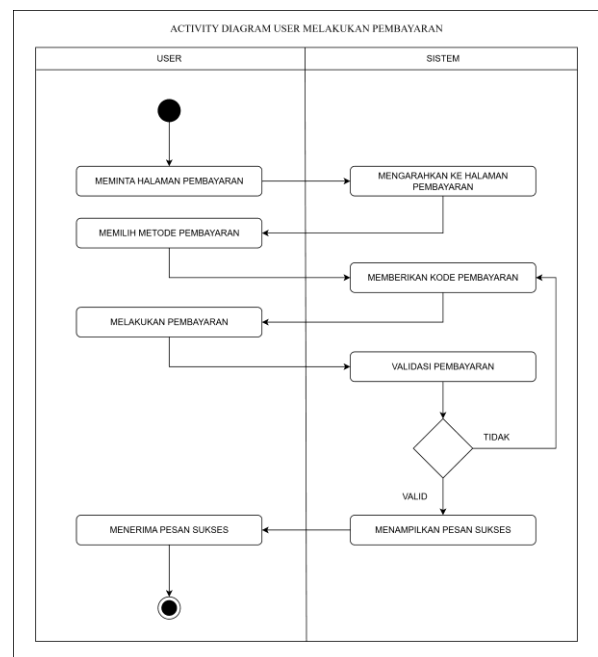 ACTIVITY DIAGRAM USER MELAKUKAN PEMBAYARAN
USER
SISTEM
MEMINTA HALAMAN PEMBAYARAN
MENGARAHKAN KE HALAMAN
PEMBAYARAN
MEMILIH METODE PEMBAYARAN
MEMBERIKAN KODE PEMBAYARAN
MELAKUKAN PEMBAYARAN
VALIDASI PEMBAYARAN
TIDAK
VALID
MENERIMA PESAN SUKSES
MENAMPILKAN PESAN SUKSES